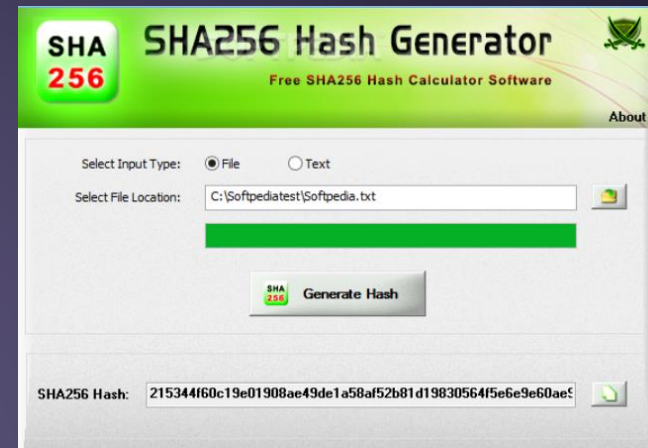 SHA
256
SHA256 Hash Generator
Free SHA256 Hash Calculator Software
About
Select Input Type: File Text
Select File Location: C:\Softpediatest\Softpedia.txt
SHA
256
Generate Hash
SHA256 Hash: 215344f60c19e01908ae49de1a58af52b81d19830564f5e6e9e60ae9